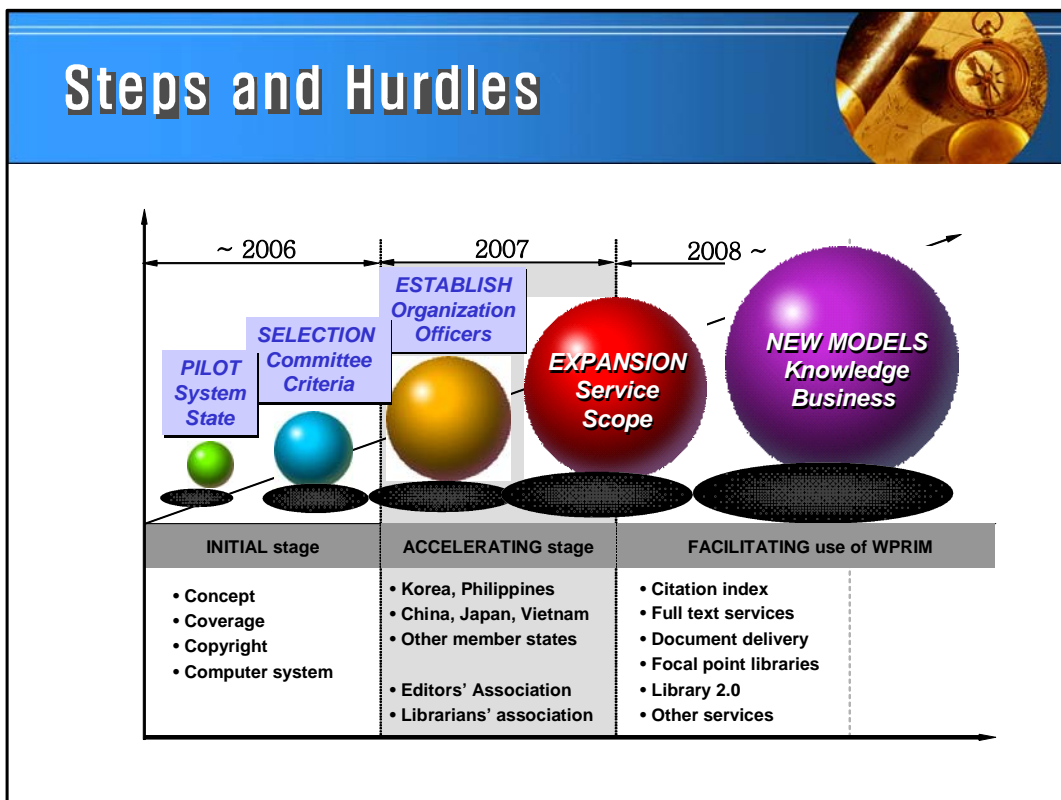 Steps and Hurdles
~ 2006
2007
2008 ~
PILOT
System
State
SELECTION
Committee
Criteria
ESTABLISH
Organization
Officers
EXPANSION
Service
Scope
NEW MODELS
Knowledge
Business
INITIAL stage
ACCELERATING stage
FACILITATING use of WPRIM
• Concept
• Coverage
• Copyright
• Computer system
• Korea, Philippines
• China, Japan, Vietnam
• Other member states
• Editors’ Association
• Librarians’ association
• Citation index
• Full text services
• Document delivery
• Focal point libraries
• Library 2.0
• Other services